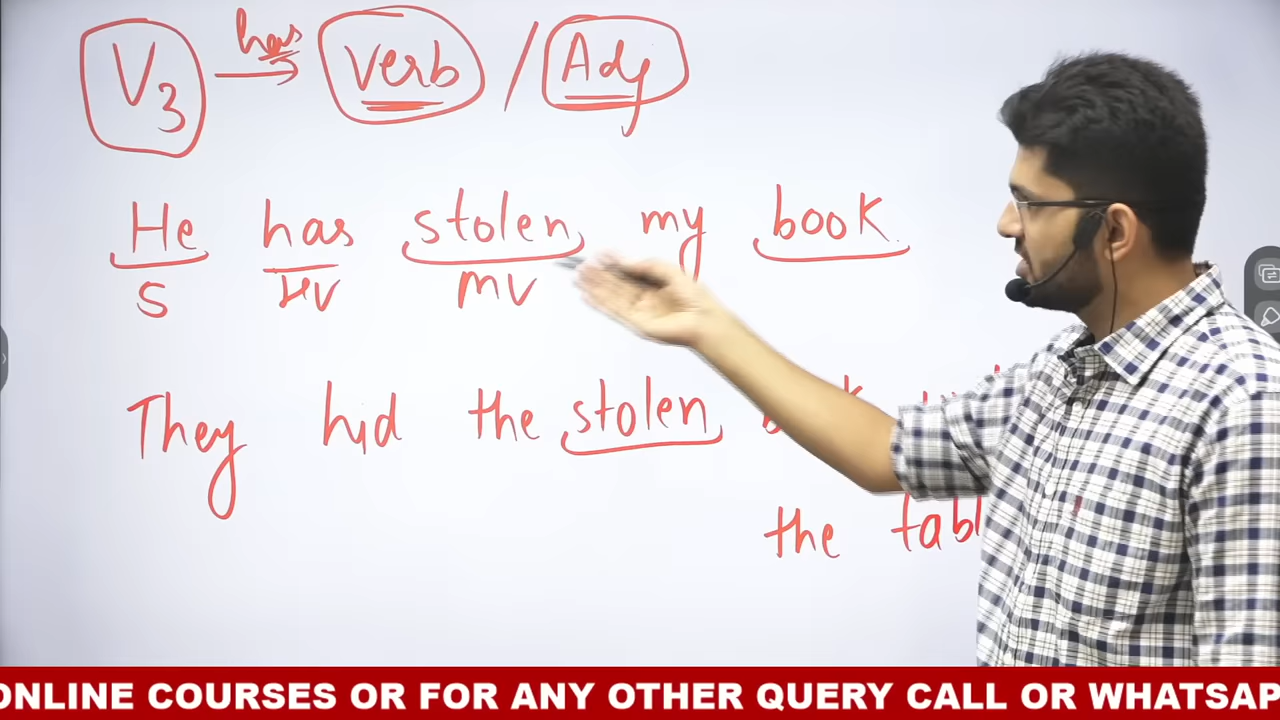 V3 has verb / Adj
He has stolen my book.
S HV mv
They hid the stolen
the
ONLINE COURSES OR FOR ANY OTHER QUERY CALL OR WHATSAP